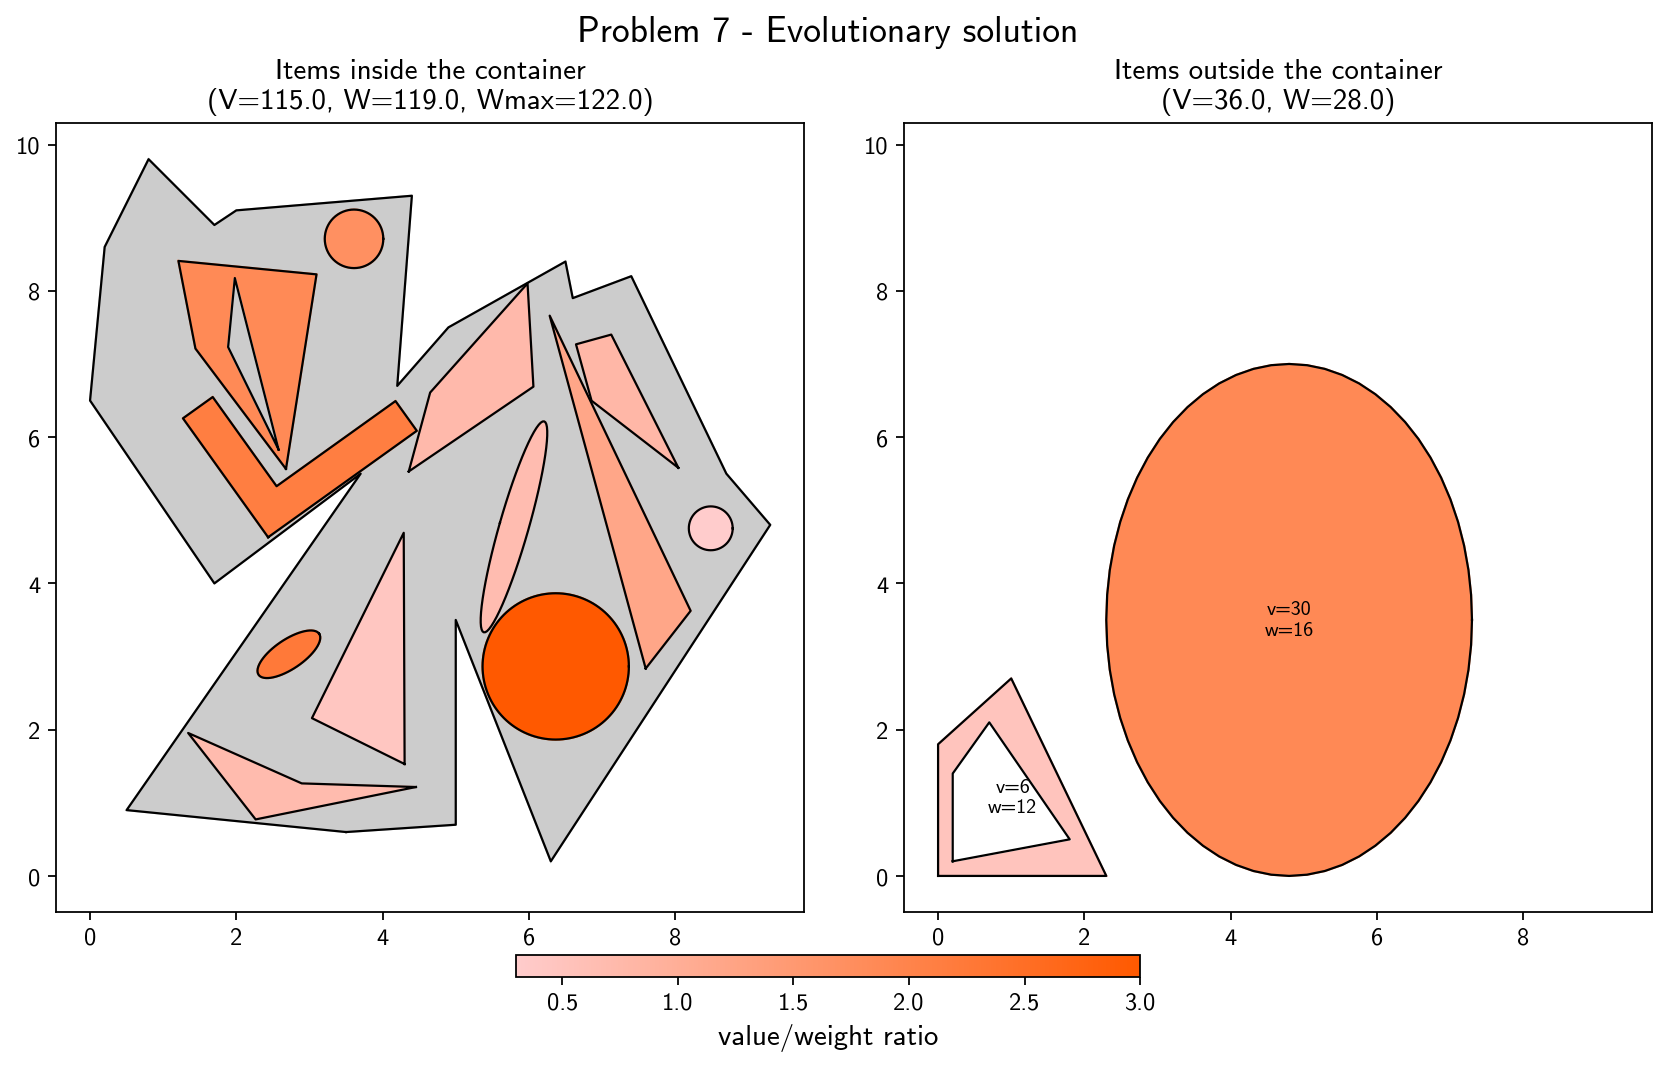 Problem 7 - Evolutionary solution
Items inside the container
(V=115.0, W=119.0, Wmax=122.0)
10
8
6
4
2
0
0 2 4 6 8
Items outside the container
(V=36.0, W=28.0)
10
8
6
4
2
0
v=30
w=16
v=6
w=12
0 2 4 6 8
0.5 1.0 1.5 2.0 2.5 3.0
value/weight ratio